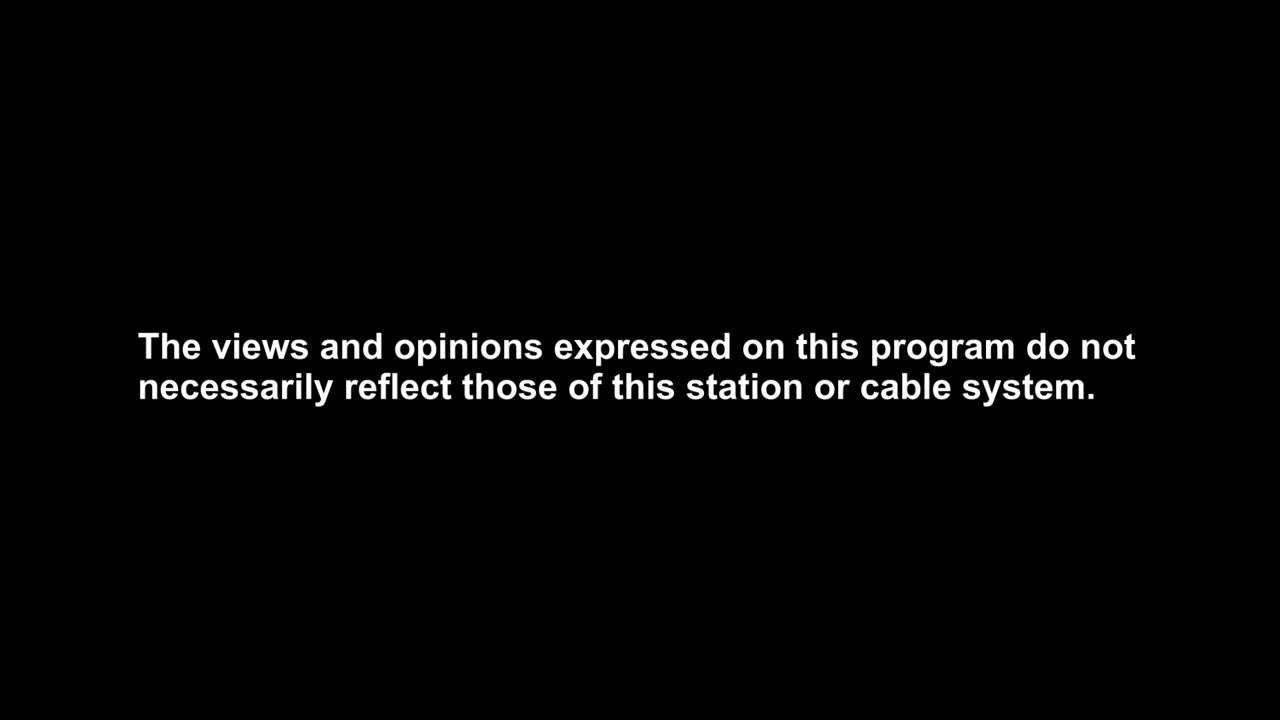 The views and opinions expressed on this program do not
necessarily reflect those of this station or cable system.